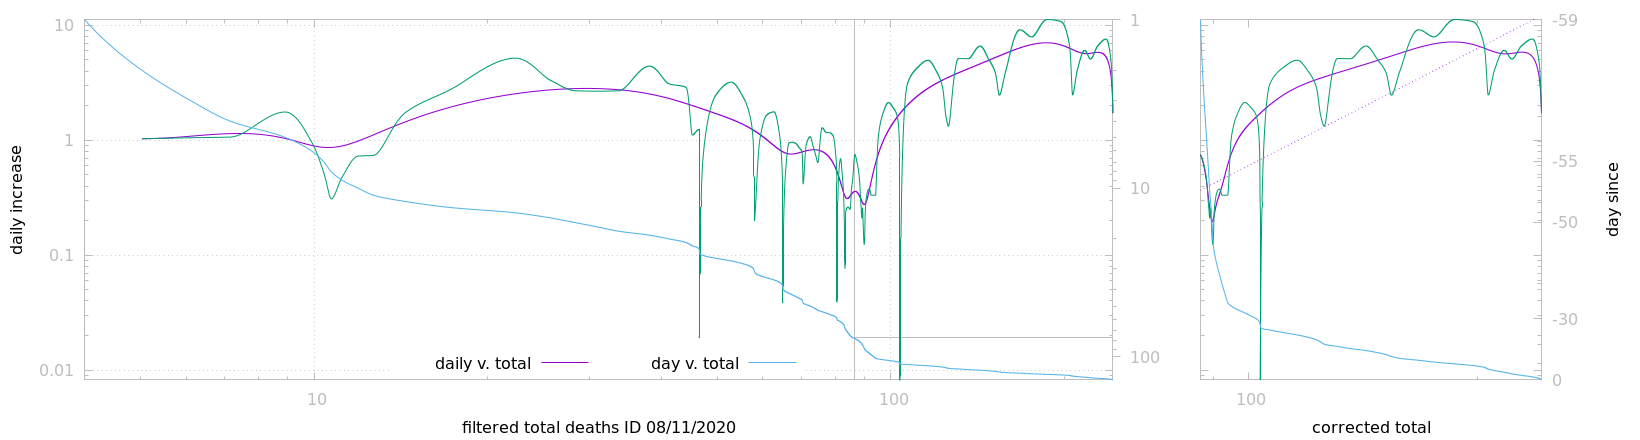 10
1
0.1
0.01
daily increase
10
100
filtered total deaths ID 08/11/2020
daily v. total
day v. total
1
10
100
100
corrected total
-59
-55
-50
-30
0
day since